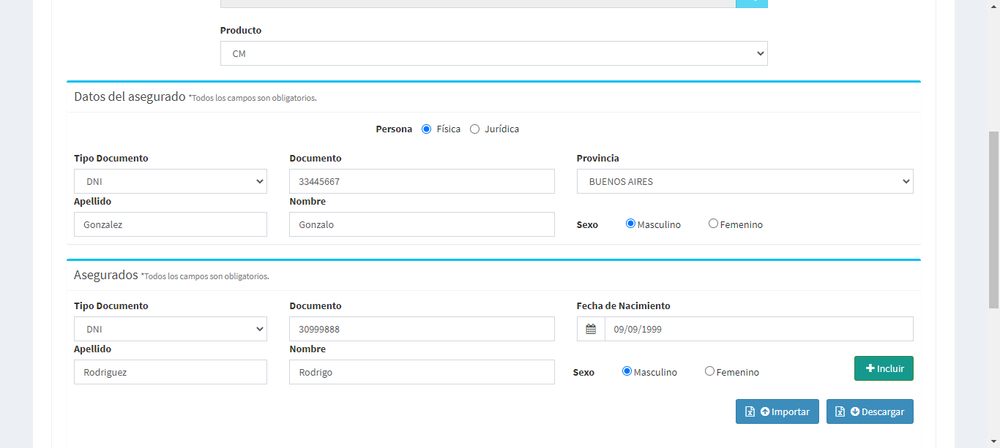 Producto
CM
Datos del asegurado *Todos los campos son obligatorios.
Persona Física Jurídica
Tipo Documento Documento Provincia
DNI 33445667 BUENOS AIRES
Apellido Nombre
Gonzalez Gonzalo Sexo Masculino Femenino
Asegurados *Todos los campos son obligatorios.
Tipo Documento Documento Fecha de Nacimiento
DNI 30999888 09/09/1999
Apellido Nombre
Rodriguez Rodrigo Sexo Masculino Femenino Incluir
Importar Descargar